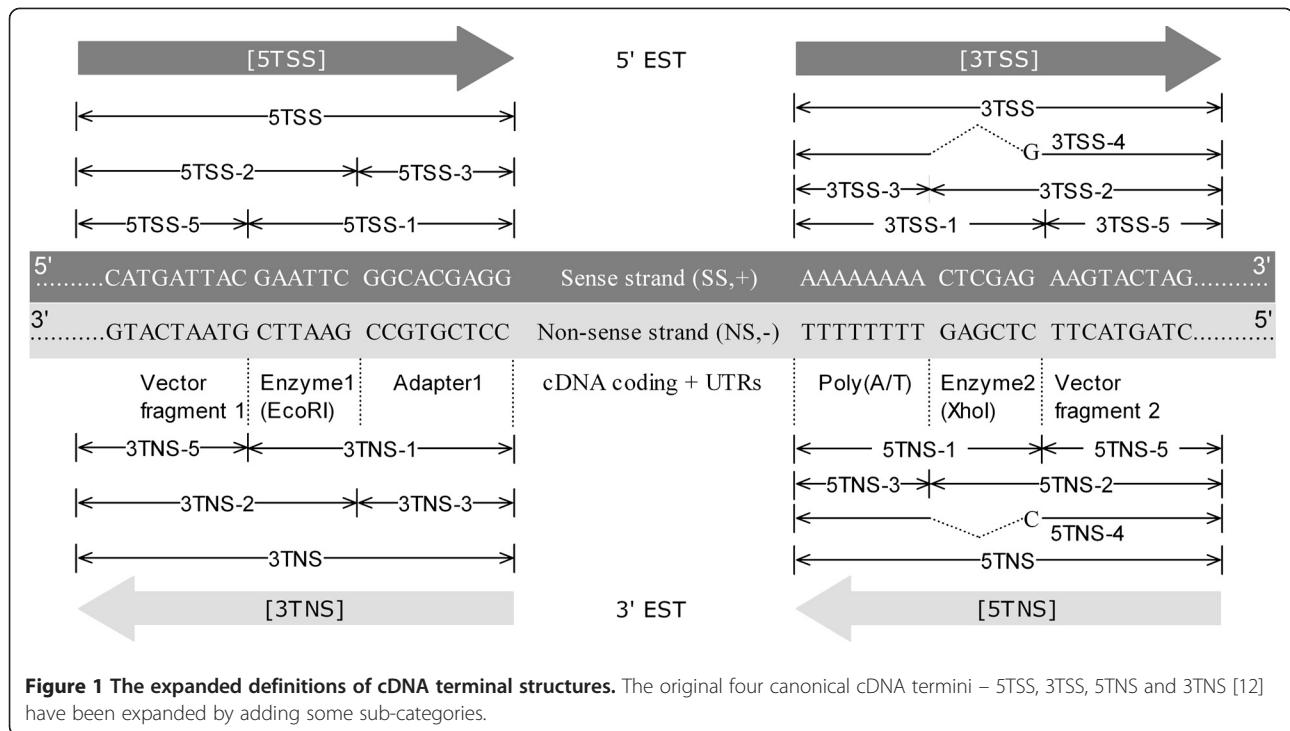 [5TSS] 5' EST [3TSS]
5TSS 3TSS
G 3TSS-4
5TSS-2 5TSS-3 3TSS-3 3TSS-2
5TSS-5 5TSS-1 3TSS-1 3TSS-5
5' 3'
..........CATGATTAC GAATTC GGCACGAGG Sense strand (SS,+) AAAAAAAA CTCGAG AAGTACTAG..........
3' 5'
..........GTACTAATG CTTAAG CCGTGCTCC Non-sense strand (NS,-) TTTTTTTT GAGCTC TTCATGATC..........
Vector Enzyme1 Adapter1 cDNA coding + UTRs Poly(A/T) Enzyme2 Vector
fragment 1 (EcoRI) (XhoI) fragment 2
3TNS-5 3TNS-1 5TNS-1 5TNS-5
3TNS-2 3TNS-3 5TNS-3 5TNS-2
C 5TNS-4
3TNS 5TNS
[3TNS] 3' EST [5TNS]
Figure 1 The expanded definitions of cDNA terminal structures. The original four canonical cDNA termini – 5TSS, 3TSS, 5TNS and 3TNS [12]
have been expanded by adding some sub-categories.